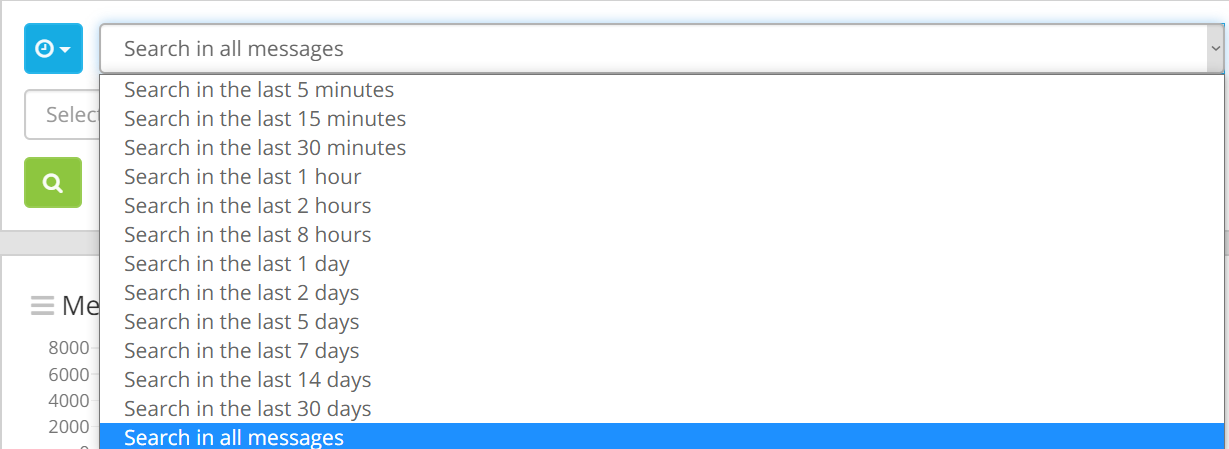 Search in all messages
Search in the last 5 minutes
Select
Search in the last 15 minutes
Search in the last 30 minutes
Search in the last 1 hour
Search in the last 2 hours
Search in the last 8 hours
Search in the last 1 day
Search in the last 2 days
Me
Search in the last 5 days
8000
Search in the last 7 days
6000
Search in the last 14 days
4000
Search in the last 30 days
2000
Search in all messages
0